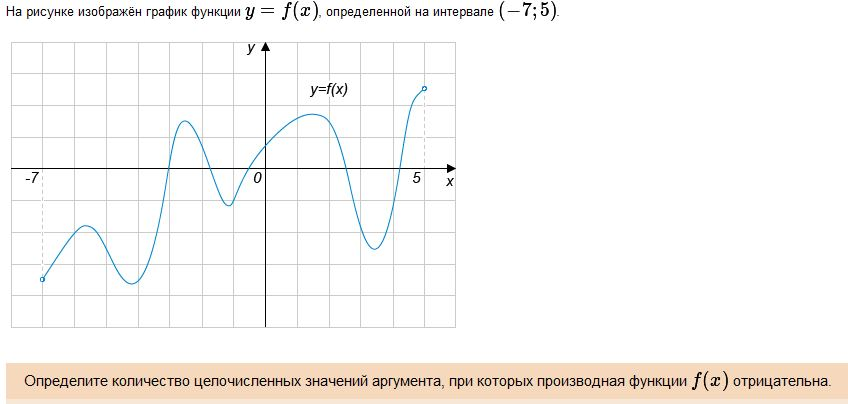 На рисунке изображён график функции y = f(x), определенной на интервале (−7; 5).
y
y=f(x)
-7 0 5 x
Определите количество целочисленных значений аргумента, при которых производная функции f(x) отрицательна.